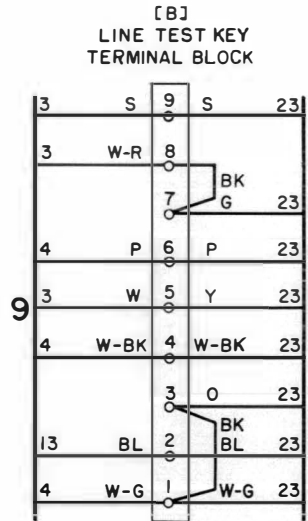 [B]
LINE TEST KEY
TERMINAL BLOCK
3 S 9 S 23
3 W-R 8
BK
7 G 23
4 P 6 P 23
9
3 W 5 Y 23
4 W-BK 4 W-BK 23
3 O 23
BK
13 BL 2 BL 23
4 W-G 1 W-G 23